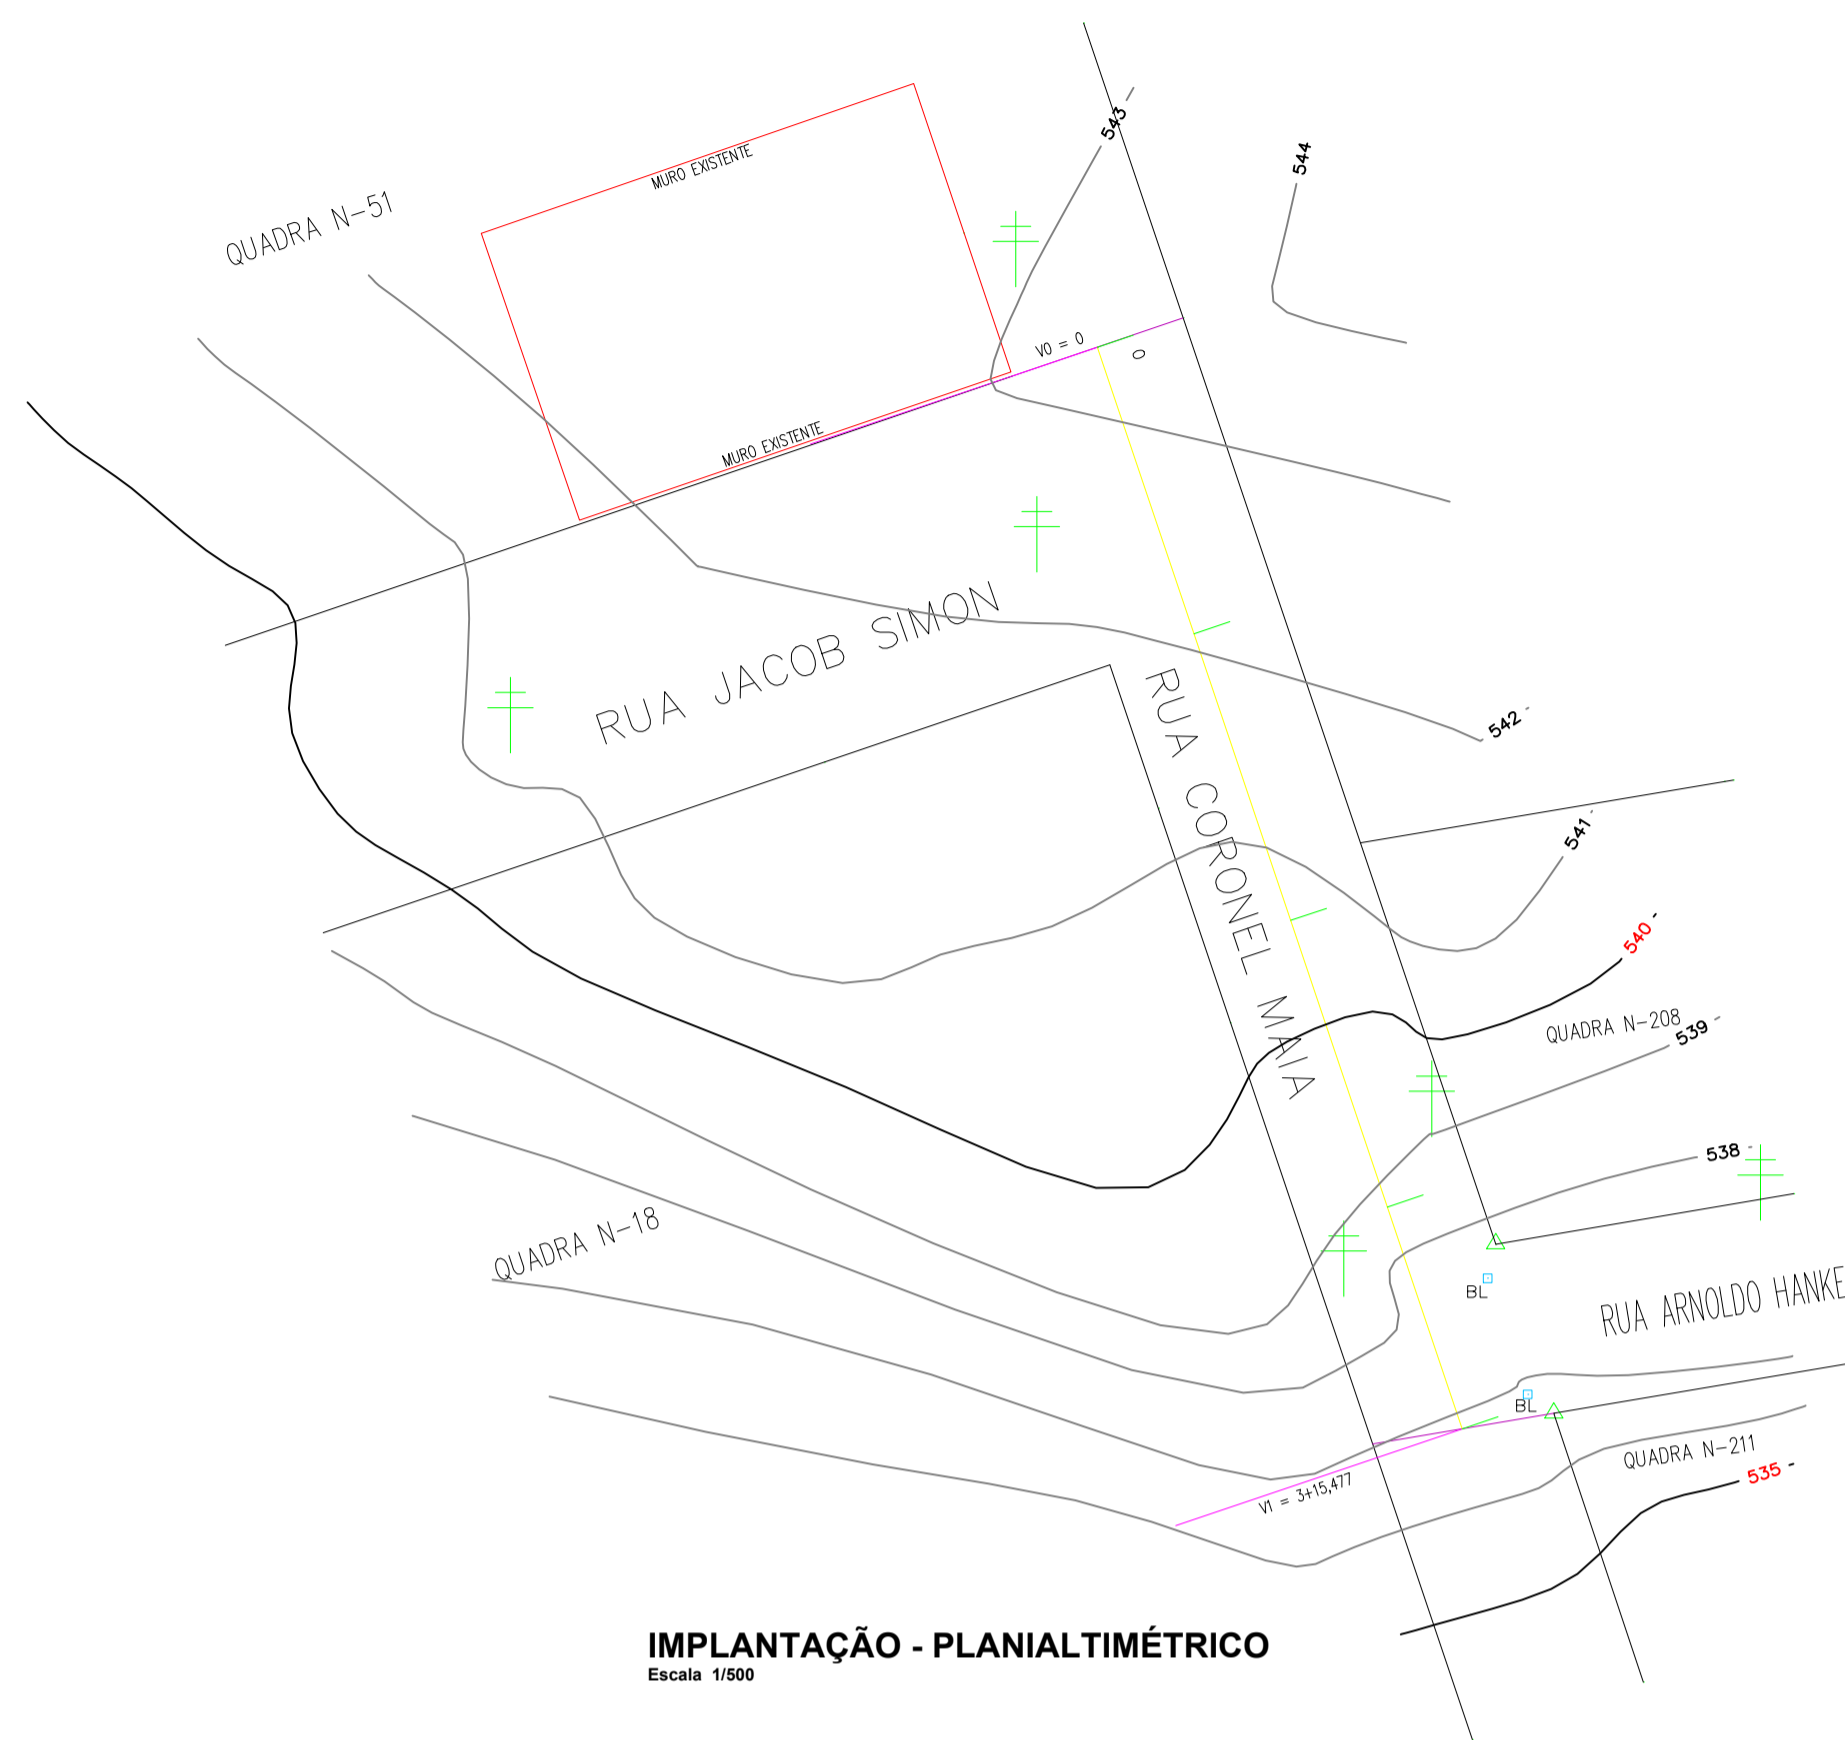 543
544
MURO EXISTENTE
QUADRA N-51
V0 = 0
0
MURO EXISTENTE
RUA JACOB SIMON
RUA CORONEL MAIA
542 -
541 -
540 -
QUADRA N-208
539 -
538 -
QUADRA N-18
BL
RUA ARNOLDO HANKE
BL
QUADRA N-211
535 -
V1 = 3+15,477
IMPLANTAÇÃO - PLANIALTIMÉTRICO
Escala 1/500